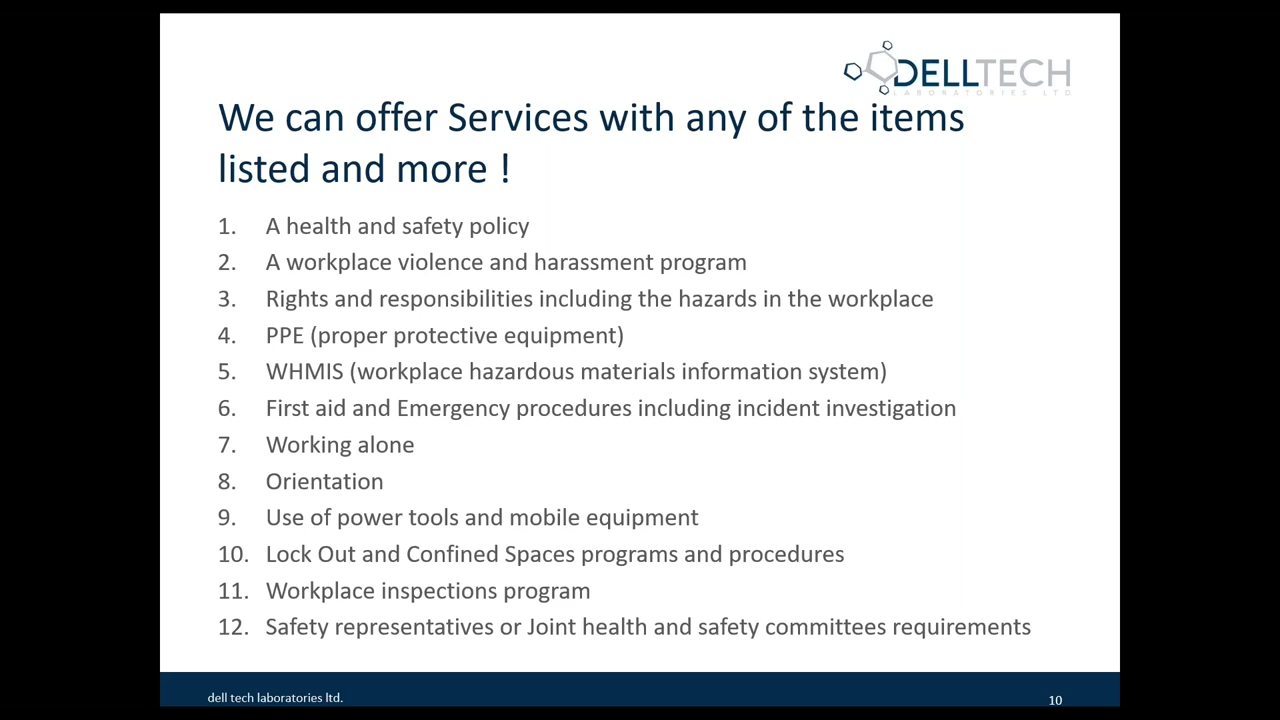 DELLTECH
LABORATORIES LTD
We can offer Services with any of the items
listed and more !
1. A health and safety policy
2. A workplace violence and harassment program
3. Rights and responsibilities including the hazards in the workplace
4. PPE (proper protective equipment)
5. WHMIS (workplace hazardous materials information system)
6. First aid and Emergency procedures including incident investigation
7. Working alone
8. Orientation
9. Use of power tools and mobile equipment
10. Lock Out and Confined Spaces programs and procedures
11. Workplace inspections program
12. Safety representatives or Joint health and safety committees requirements
dell tech laboratories ltd.
10